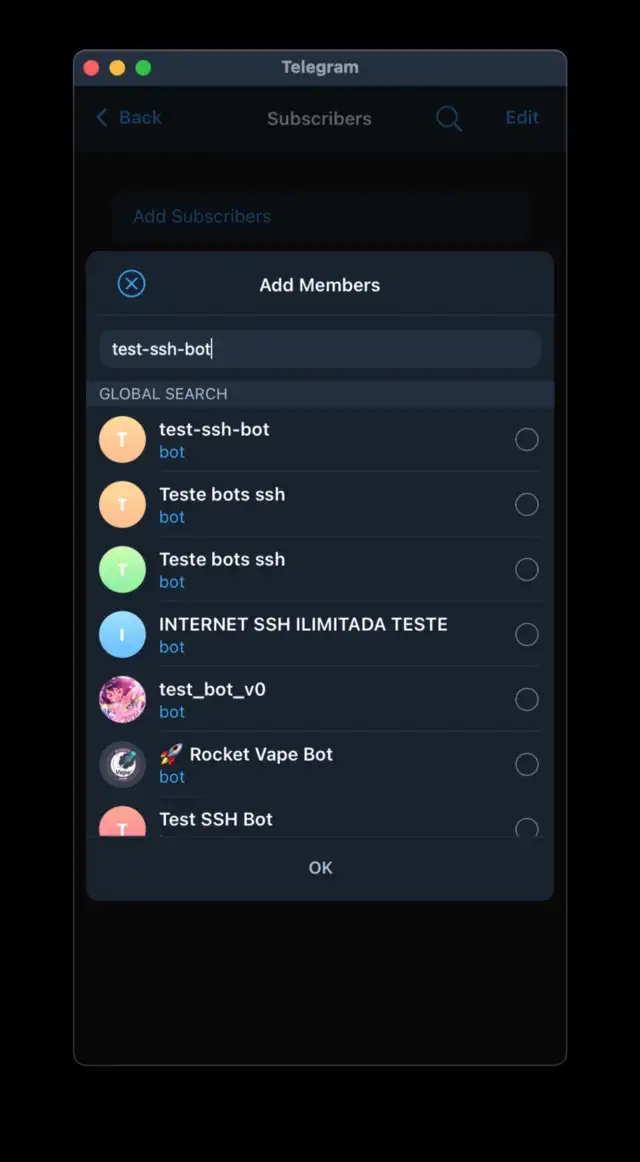 Telegram
Back
Subscribers
Edit
Add Subscribers
Add Members
test-ssh-bot
GLOBAL SEARCH
T
test-ssh-bot
bot
T
Teste bots ssh
bot
T
Teste bots ssh
bot
I
INTERNET SSH ILIMITADA TESTE
bot
test_bot_v0
bot
Vape
🚀 Rocket Vape Bot
bot
T
Test SSH Bot
OK